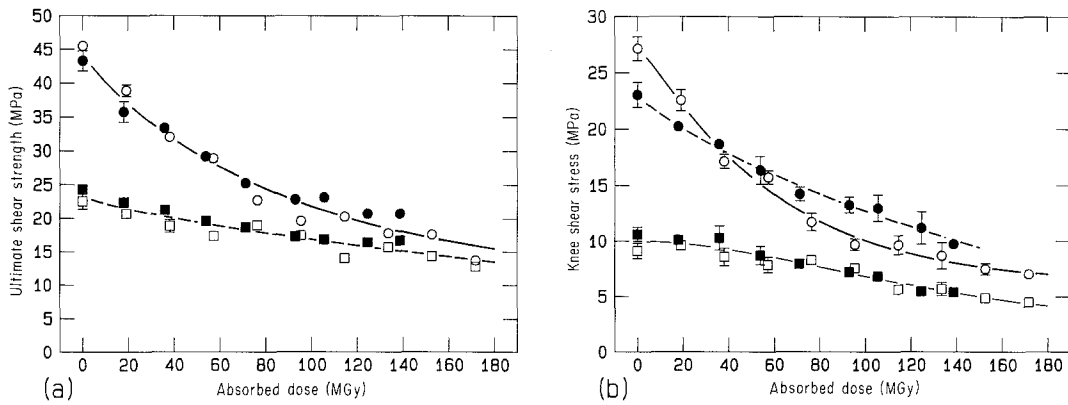 50
45
40
35
30
25
20
15
10
5
0
Ultimate shear strength (MPa)
0 20 40 60 80 100 120 140 160 180
(a)
Absorbed dose (MGy)
30
25
20
15
10
5
0
Knee shear stress (MPa)
0 20 40 60 80 100 120 140 160 180
(b)
Absorbed dose (MGy)